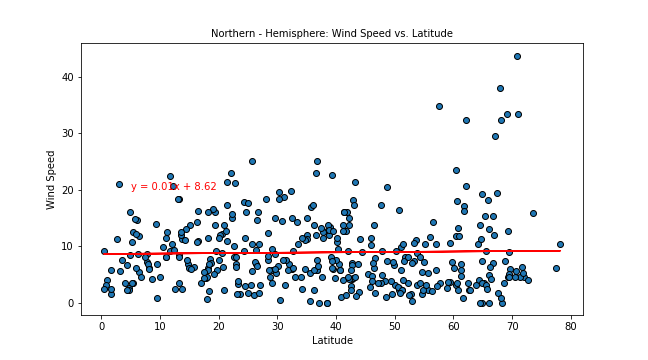 Northern - Hemisphere: Wind Speed vs. Latitude
40
30
20
10
0
Wind Speed
y = 0.01x + 8.62
0 10 20 30 40 50 60 70 80
Latitude